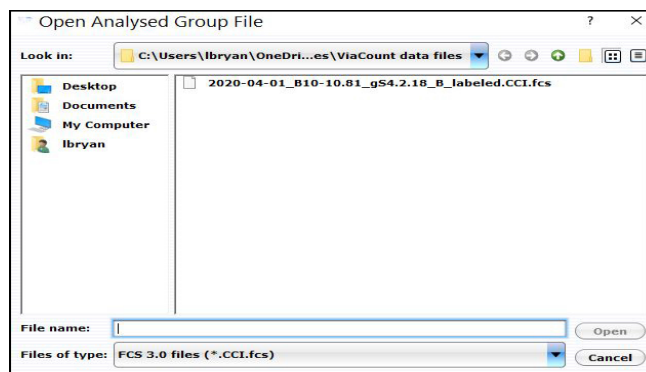 Open Analysed Group File
Look in: C:\Users\lbryan\OneDri...es\ViaCount data files
Desktop
Documents
My Computer
lbryan
2020-04-01_B10-10.81_gS4.2.18_B_labeled.CCI.fcs
File name:
Open
Files of type: FCS 3.0 files (*.CCI.fcs)
Cancel